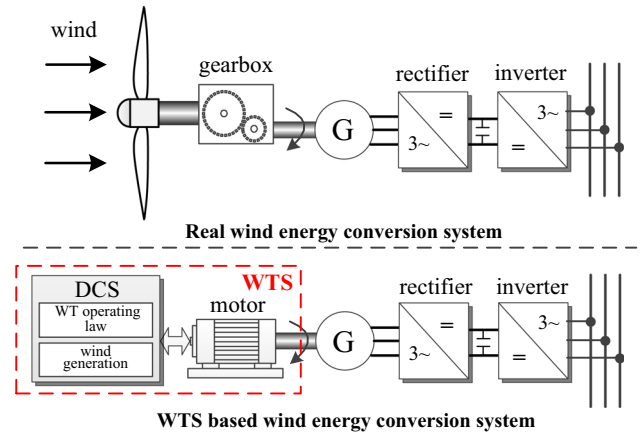 wind
gearbox
rectifier
inverter
G
=
3~
3~
=
Real wind energy conversion system
WTS
DCS
WT operating
law
wind
generation
motor
rectifier
inverter
G
=
3~
3~
=
WTS based wind energy conversion system